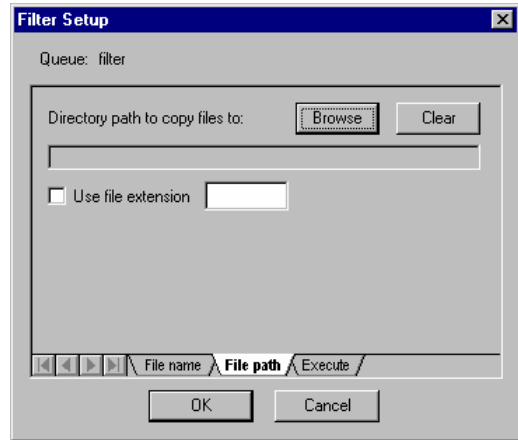 Filter Setup
Queue: filter
Directory path to copy files to: Browse Clear
Use file extension
File name File path Execute
OK Cancel